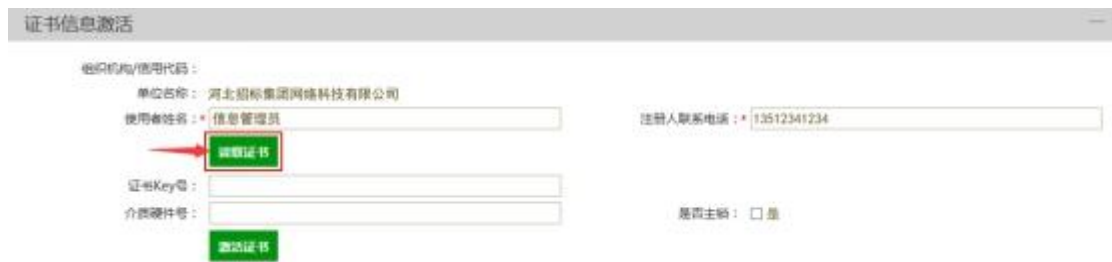 证书信息激活
组织机构/信用代码：
单位名称： 河北招标集团网络科技有限公司
使用者姓名：* 信息管理员 注册人联系电话：* 13512341234
读取证书
证书Key号：
介质硬件号： 是否主锁： 是
激活证书